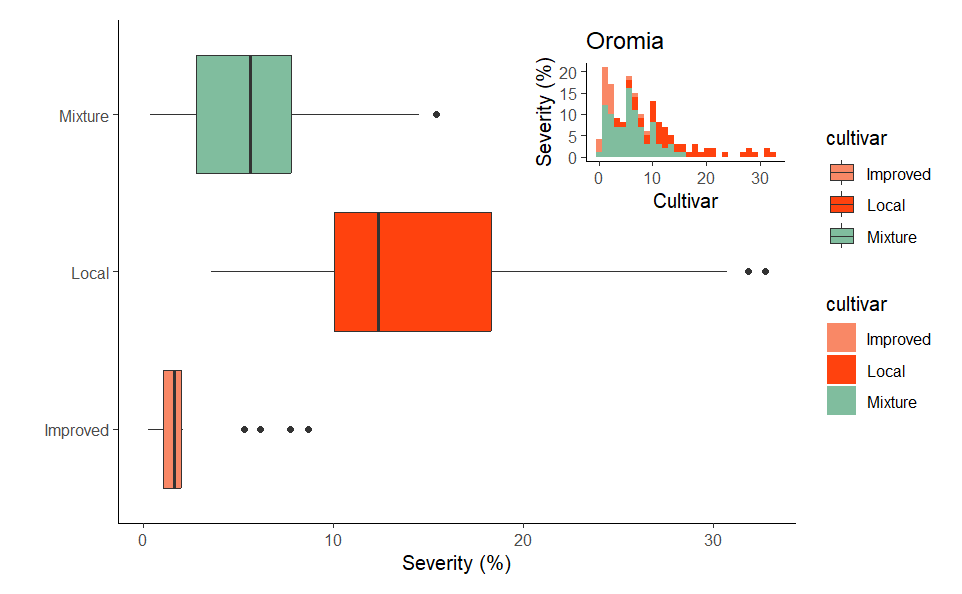 Oromia
Severity (%)
20
15
10
5
0
0 10 20 30
Cultivar
Mixture
Local
Improved
0 10 20 30
Severity (%)
cultivar
Improved
Local
Mixture
cultivar
Improved
Local
Mixture